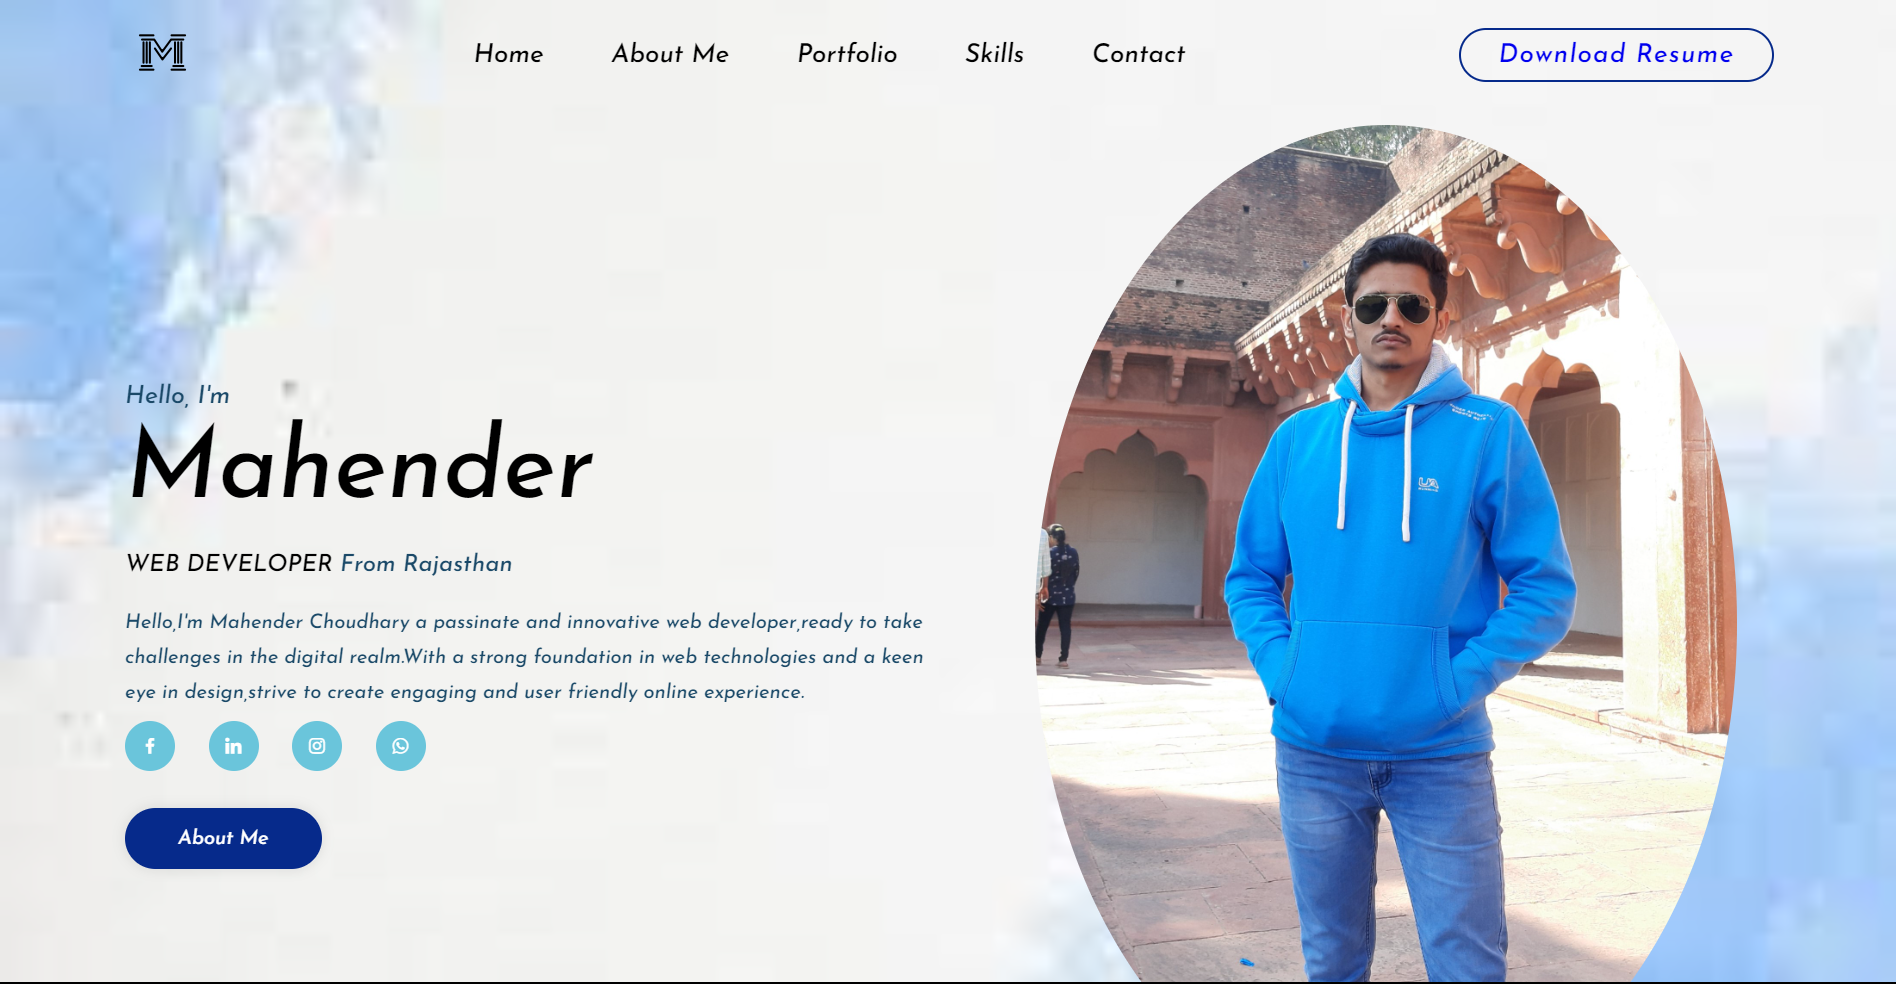 M
Home About Me Portfolio Skills Contact Download Resume
Hello, I'm
Mahender
WEB DEVELOPER From Rajasthan
Hello,I'm Mahender Choudhary a passinate and innovative web developer,ready to take
challenges in the digital realm.With a strong foundation in web technologies and a keen
eye in design,strive to create engaging and user friendly online experience.
About Me
UA